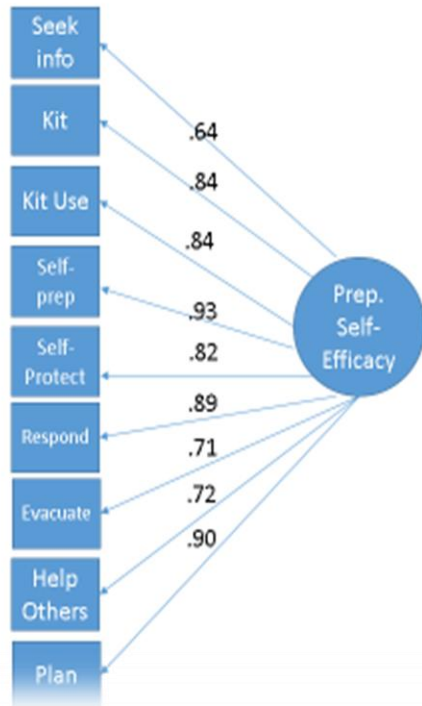 Seek
info
Kit
Kit Use
Self-
prep
Self-
Protect
Respond
Evacuate
Help
Others
Plan
.64
.84
.84
.93
.82
.89
.71
.72
.90
Prep.
Self-
Efficacy